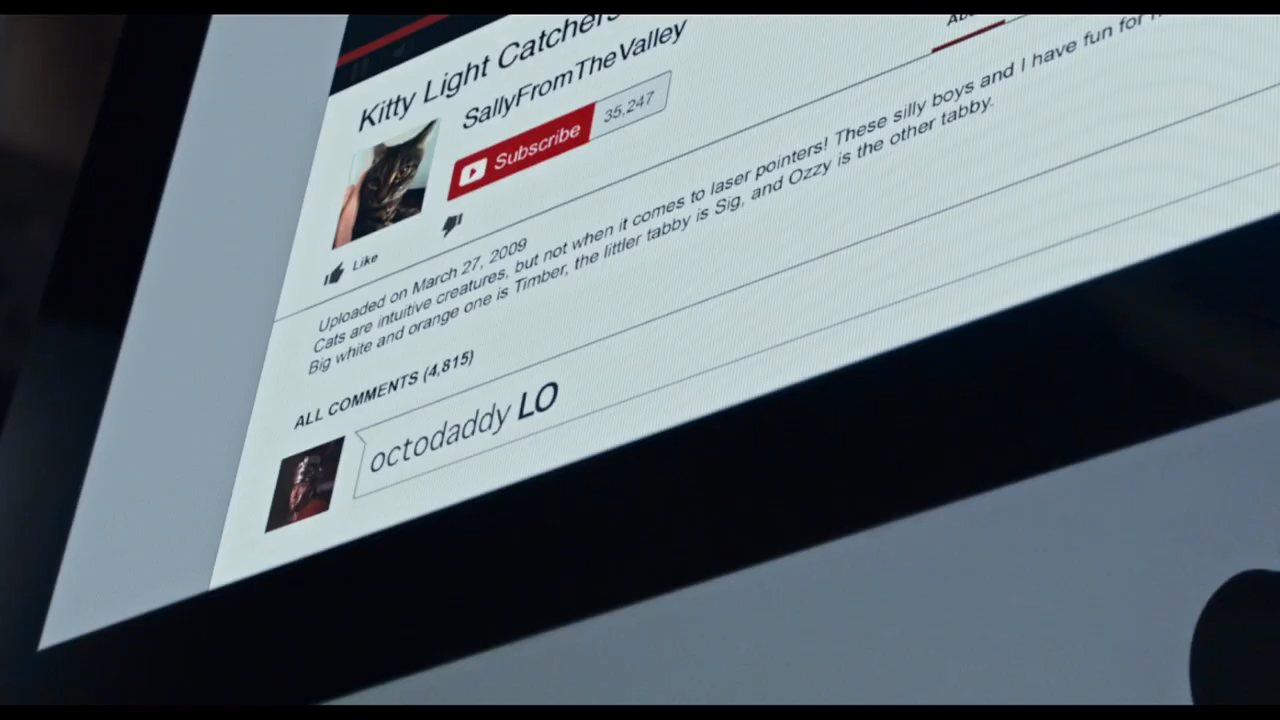 Kitty Light Catchers
SallyFromTheValley
Subscribe 35,247
Like
Uploaded on March 27, 2009
Cats are intuitive creatures, but not when it comes to laser pointers! These silly boys and I have fun for
Big white and orange one is Timber, the littler tabby is Sig, and Ozzy is the other tabby.
ALL COMMENTS (4,815)
octodaddy LO